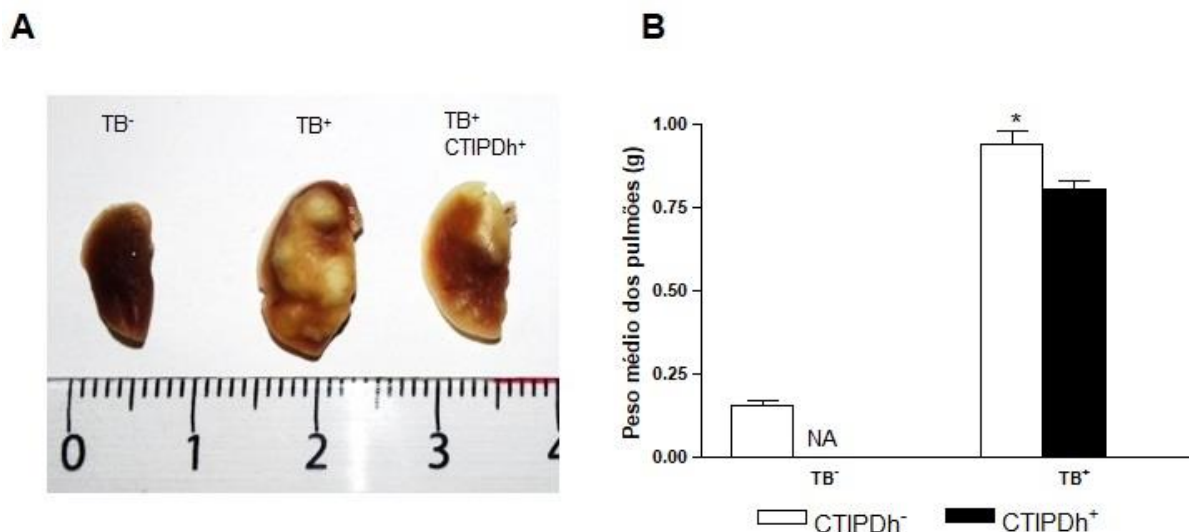 A
B
TB⁻
TB⁺
TB⁺
CTIPDh⁺
0 1 2 3 4
Peso médio dos pulmões (g)
1.00
0.75
0.50
0.25
0.00
*
NA
TB⁻
TB⁺
CTIPDh⁻
CTIPDh⁺